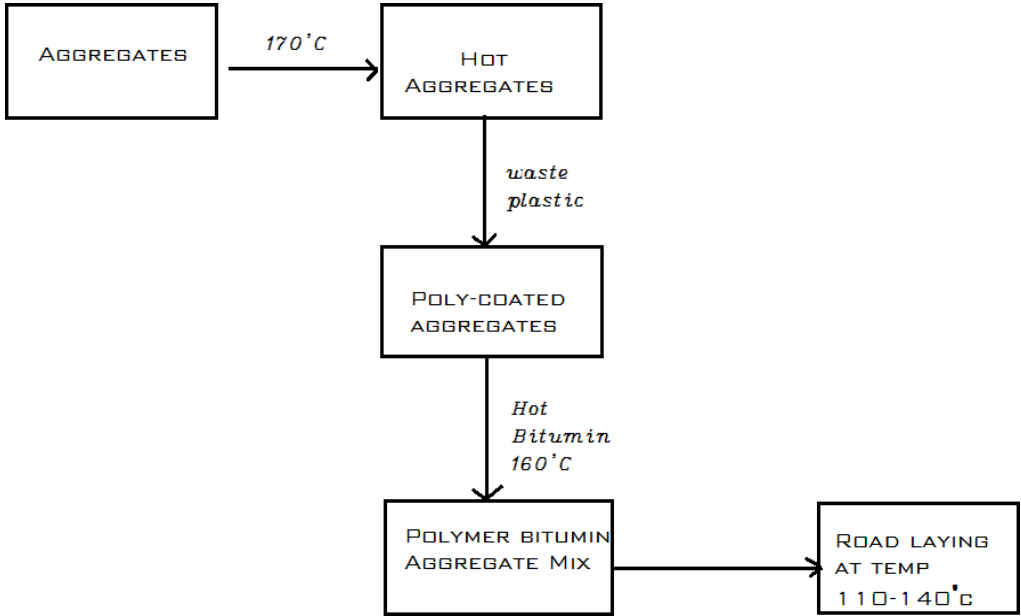 AGGREGATES
170°C
HOT
AGGREGATES
waste
plastic
POLY-COATED
AGGREGATES
Hot
Bitumin
160°C
POLYMER BITUMIN
AGGREGATE MIX
ROAD LAYING
AT TEMP
110-140°C